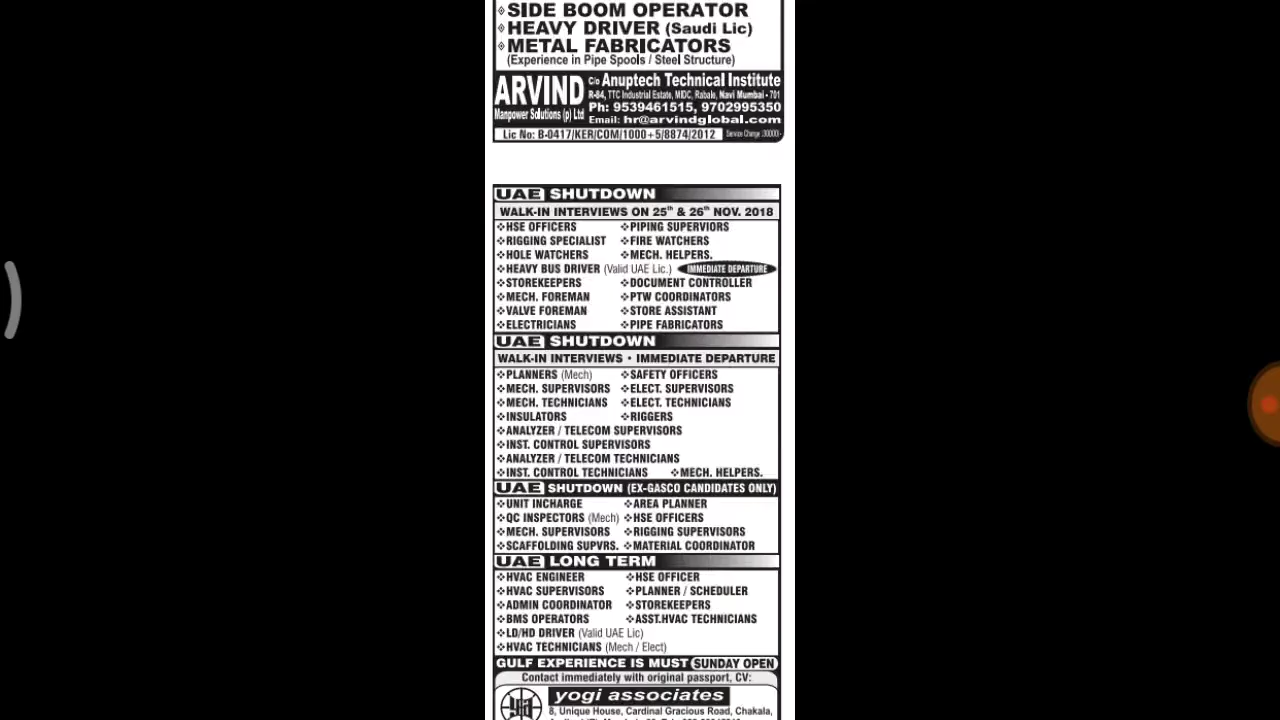 SIDE BOOM OPERATOR
HEAVY DRIVER (Saudi Lic)
METAL FABRICATORS
(Experience in Pipe Spools / Steel Structure)
ARVIND
Manpower Solutions (p) Ltd
C/o Anuptech Technical Institute
R-84, TTC Industrial Estate, MIDC, Rabale, Navi Mumbai - 701
Ph: 9539461515, 9702995350
Email: hr@arvindglobal.com
Lic No: B-0417/KER/COM/1000+5/8874/2012 Service Charge :30000/-
UAE SHUTDOWN
WALK-IN INTERVIEWS ON 25th & 26th NOV. 2018
HSE OFFICERS PIPING SUPERVIORS
RIGGING SPECIALIST FIRE WATCHERS
HOLE WATCHERS MECH. HELPERS.
HEAVY BUS DRIVER (Valid UAE Lic.) IMMEDIATE DEPARTURE
STOREKEEPERS DOCUMENT CONTROLLER
MECH. FOREMAN PTW COORDINATORS
VALVE FOREMAN STORE ASSISTANT
ELECTRICIANS PIPE FABRICATORS
UAE SHUTDOWN
WALK-IN INTERVIEWS • IMMEDIATE DEPARTURE
PLANNERS (Mech) SAFETY OFFICERS
MECH. SUPERVISORS ELECT. SUPERVISORS
MECH. TECHNICIANS ELECT. TECHNICIANS
INSULATORS RIGGERS
ANALYZER / TELECOM SUPERVISORS
INST. CONTROL SUPERVISORS
ANALYZER / TELECOM TECHNICIANS
INST. CONTROL TECHNICIANS MECH. HELPERS.
UAE SHUTDOWN (EX-GASCO CANDIDATES ONLY)
UNIT INCHARGE AREA PLANNER
QC INSPECTORS (Mech) HSE OFFICERS
MECH. SUPERVISORS RIGGING SUPERVISORS
SCAFFOLDING SUPVRS. MATERIAL COORDINATOR
UAE LONG TERM
HVAC ENGINEER HSE OFFICER
HVAC SUPERVISORS PLANNER / SCHEDULER
ADMIN COORDINATOR STOREKEEPERS
BMS OPERATORS ASST.HVAC TECHNICIANS
LD/HD DRIVER (Valid UAE Lic)
HVAC TECHNICIANS (Mech / Elect)
GULF EXPERIENCE IS MUST SUNDAY OPEN
Contact immediately with original passport, CV:
yogi associates
8, Unique House, Cardinal Gracious Road, Chakala,